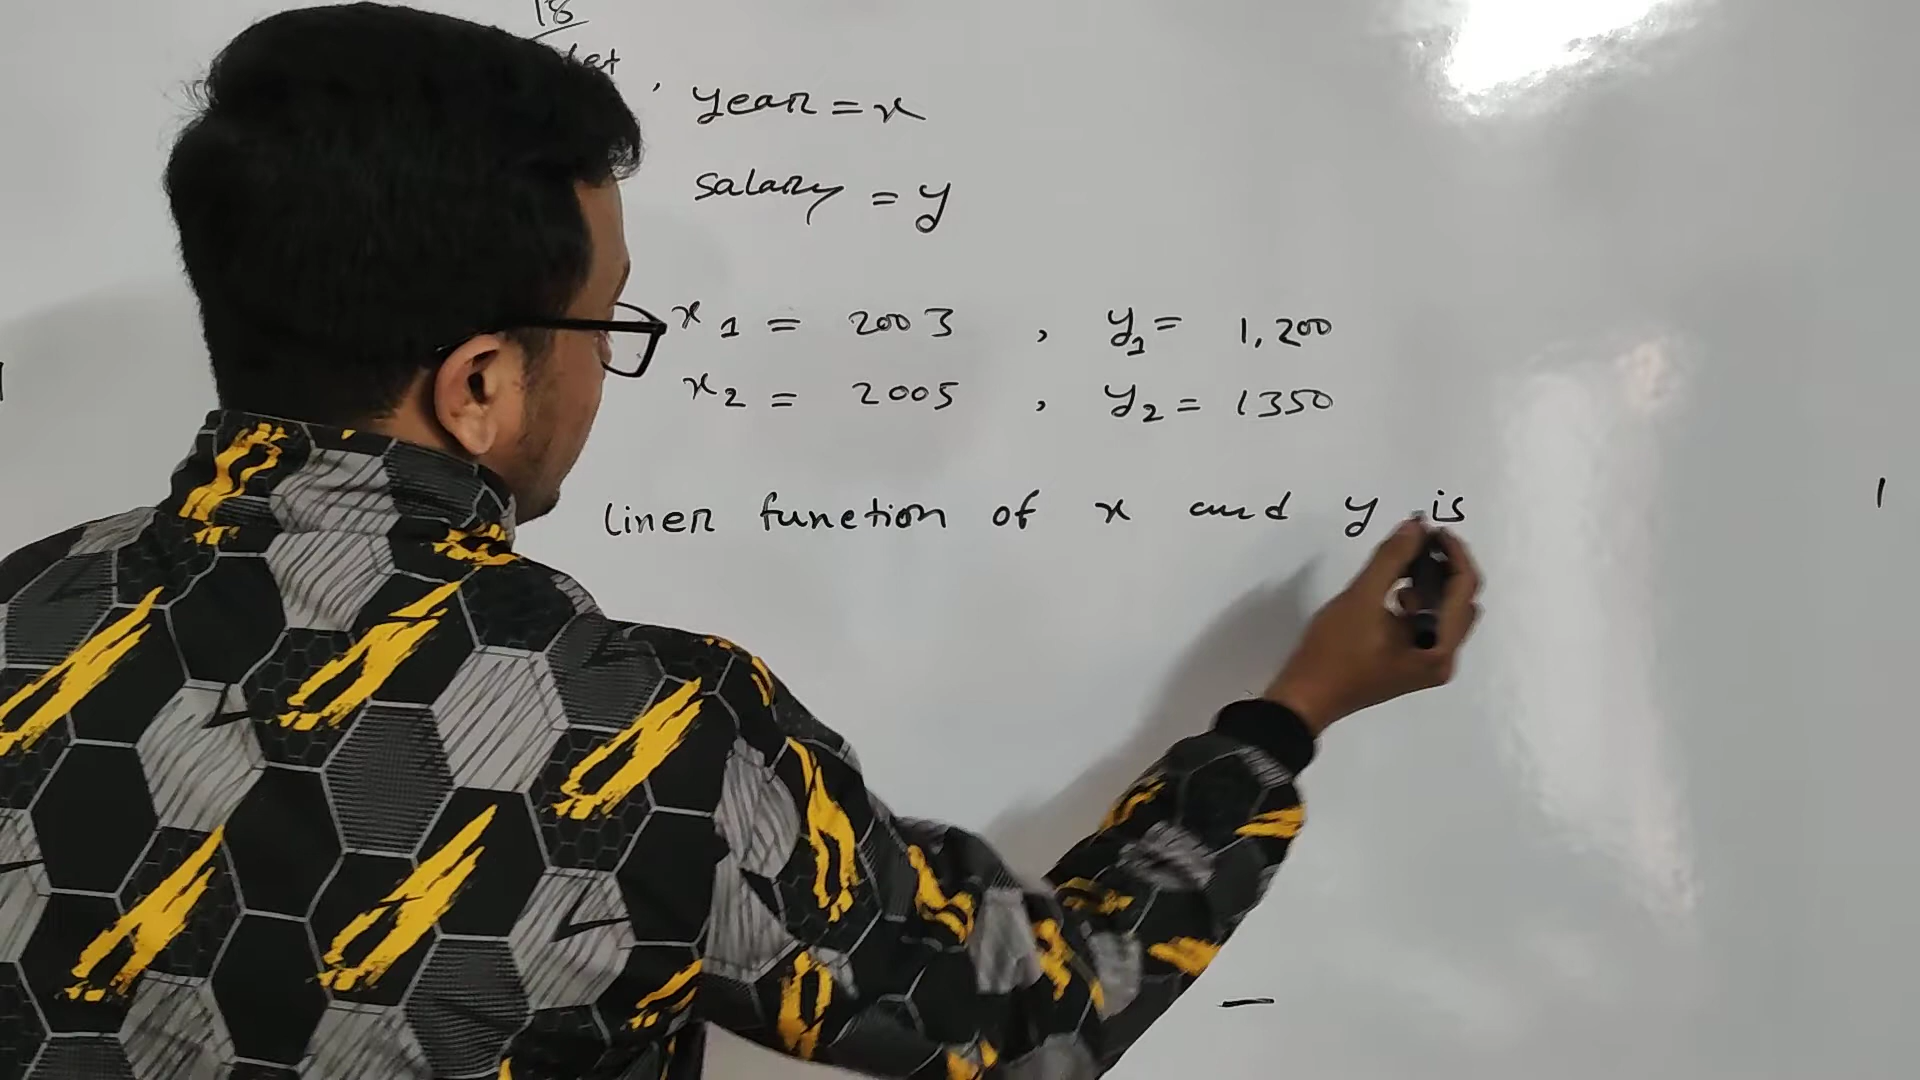 18
let, year = x
salary = y
x1 = 2003 , y1 = 1,200
x2 = 2005 , y2 = 1350
liner function of x and y is